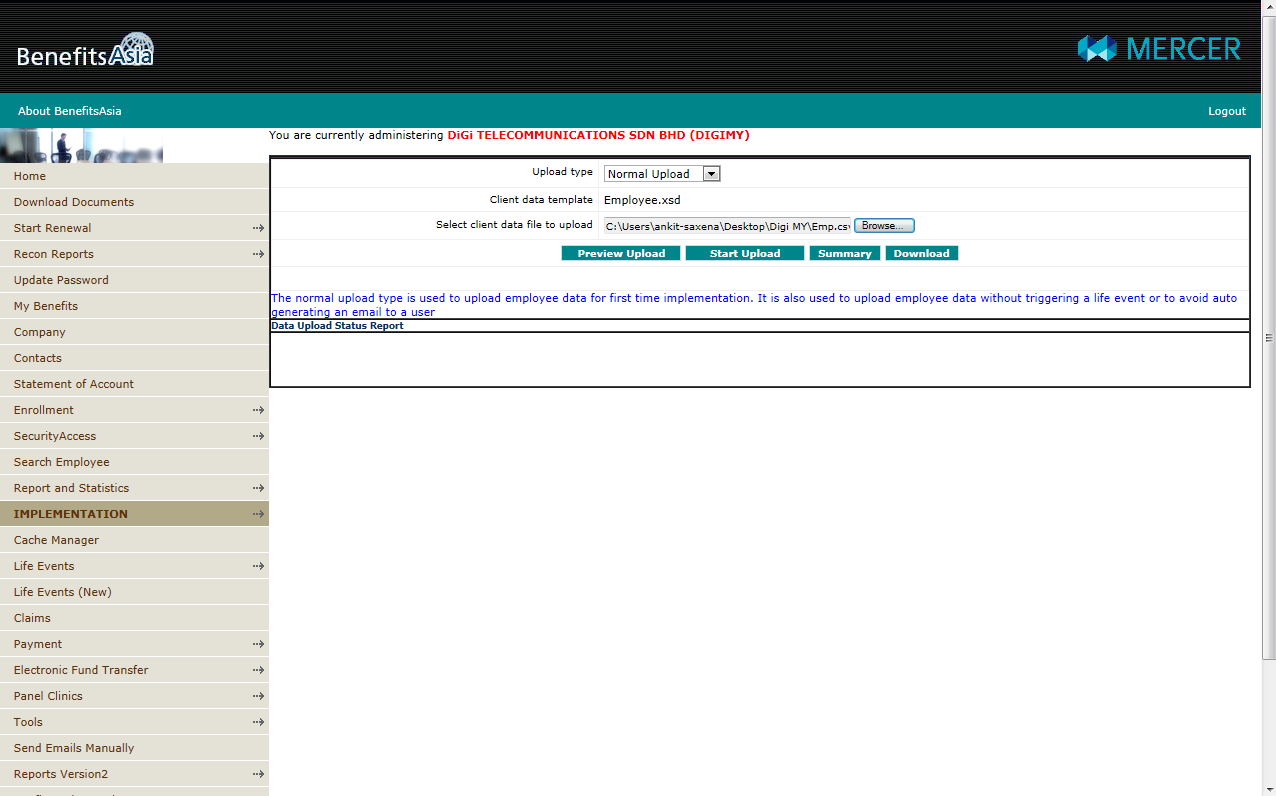 BenefitsAsia
MERCER
About BenefitsAsia
Logout
You are currently administering DiGi TELECOMMUNICATIONS SDN BHD (DIGIMY)
Home
Download Documents
Start Renewal
Recon Reports
Update Password
My Benefits
Company
Contacts
Statement of Account
Enrollment
SecurityAccess
Search Employee
Report and Statistics
IMPLEMENTATION
Cache Manager
Life Events
Life Events (New)
Claims
Payment
Electronic Fund Transfer
Panel Clinics
Tools
Send Emails Manually
Reports Version2
Upload type
Normal Upload
Client data template
Employee.xsd
Select client data file to upload
C:\Users\ankit-saxena\Desktop\Digi MY\Emp.csv
Browse...
Preview Upload
Start Upload
Summary
Download
The normal upload type is used to upload employee data for first time implementation. It is also used to upload employee data without triggering a life event or to avoid auto
generating an email to a user
Data Upload Status Report